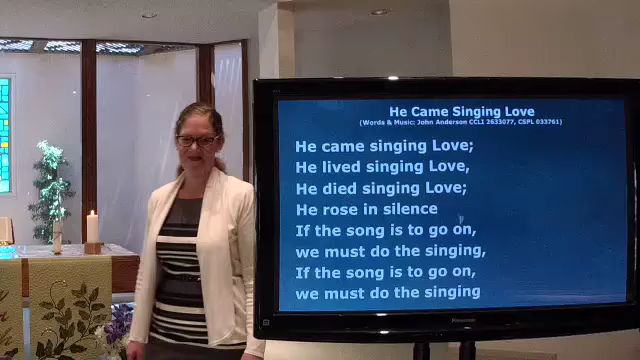 He Came Singing Love
(Words & Music: John Anderson CCLI 2633077, CSPL 033761)
He came singing Love;
He lived singing Love,
He died singing Love;
He rose in silence
If the song is to go on,
we must do the singing,
If the song is to go on,
we must do the singing
Panasonic